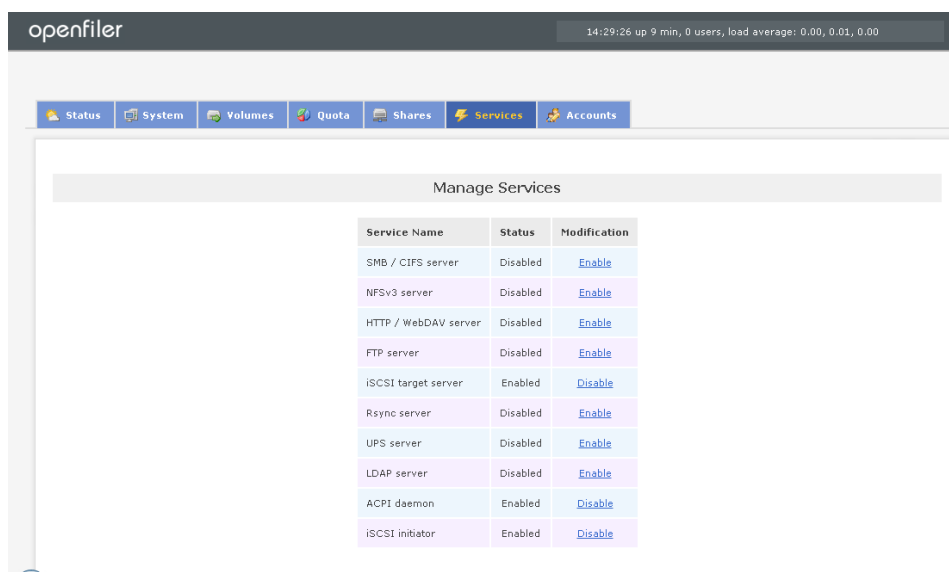 openfiler
14:29:26 up 9 min, 0 users, load average: 0.00, 0.01, 0.00
Status System Volumes Quota Shares Services Accounts
Manage Services
Service Name Status Modification
SMB / CIFS server Disabled Enable
NFSv3 server Disabled Enable
HTTP / WebDAV server Disabled Enable
FTP server Disabled Enable
iSCSI target server Enabled Disable
Rsync server Disabled Enable
UPS server Disabled Enable
LDAP server Disabled Enable
ACPI daemon Enabled Disable
iSCSI initiator Enabled Disable